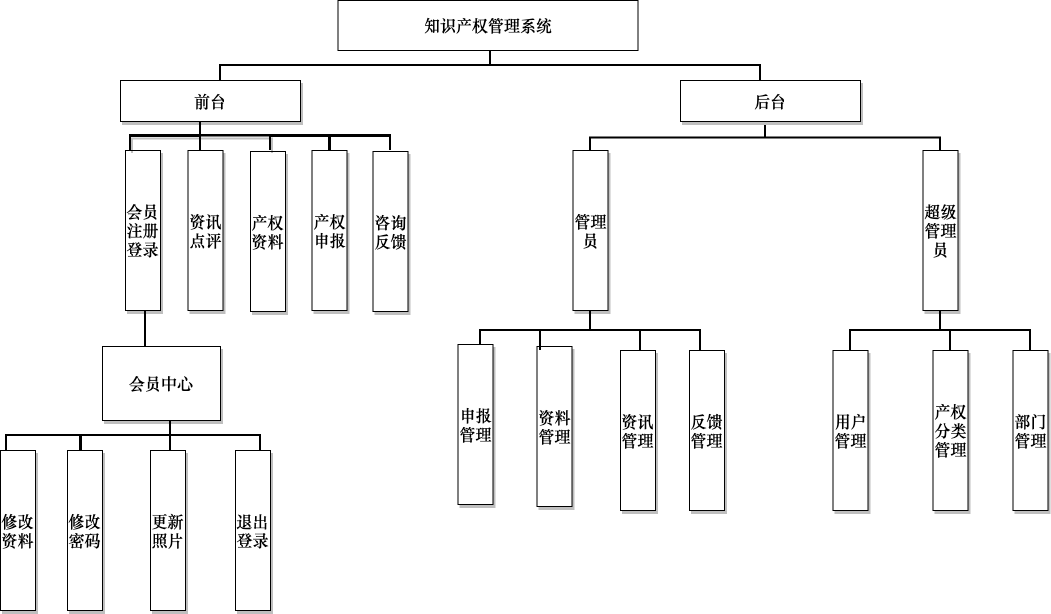 知识产权管理系统
前台
后台
会员
注册
登录
资讯
点评
产权
资料
产权
申报
咨询
反馈
管理
员
超级
管理
员
会员中心
申报
管理
资料
管理
资讯
管理
反馈
管理
用户
管理
产权
分类
管理
部门
管理
修改
资料
修改
密码
更新
照片
退出
登录